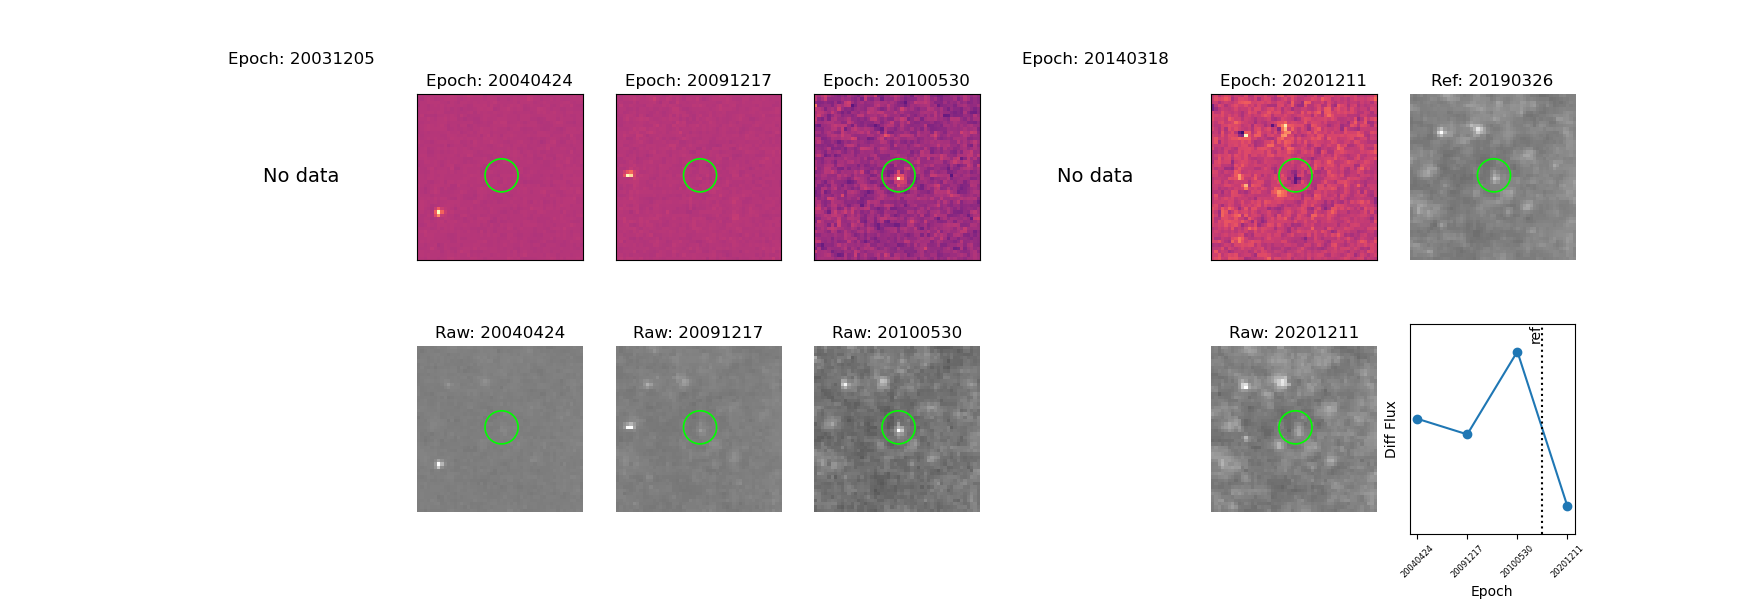 Epoch: 20031205
Epoch: 20040424
Epoch: 20091217
Epoch: 20100530
Epoch: 20140318
Epoch: 20201211
Ref: 20190326
No data
No data
Raw: 20040424
Raw: 20091217
Raw: 20100530
Raw: 20201211
ref
Diff Flux
20040424
20091217
20100530
20201211
Epoch